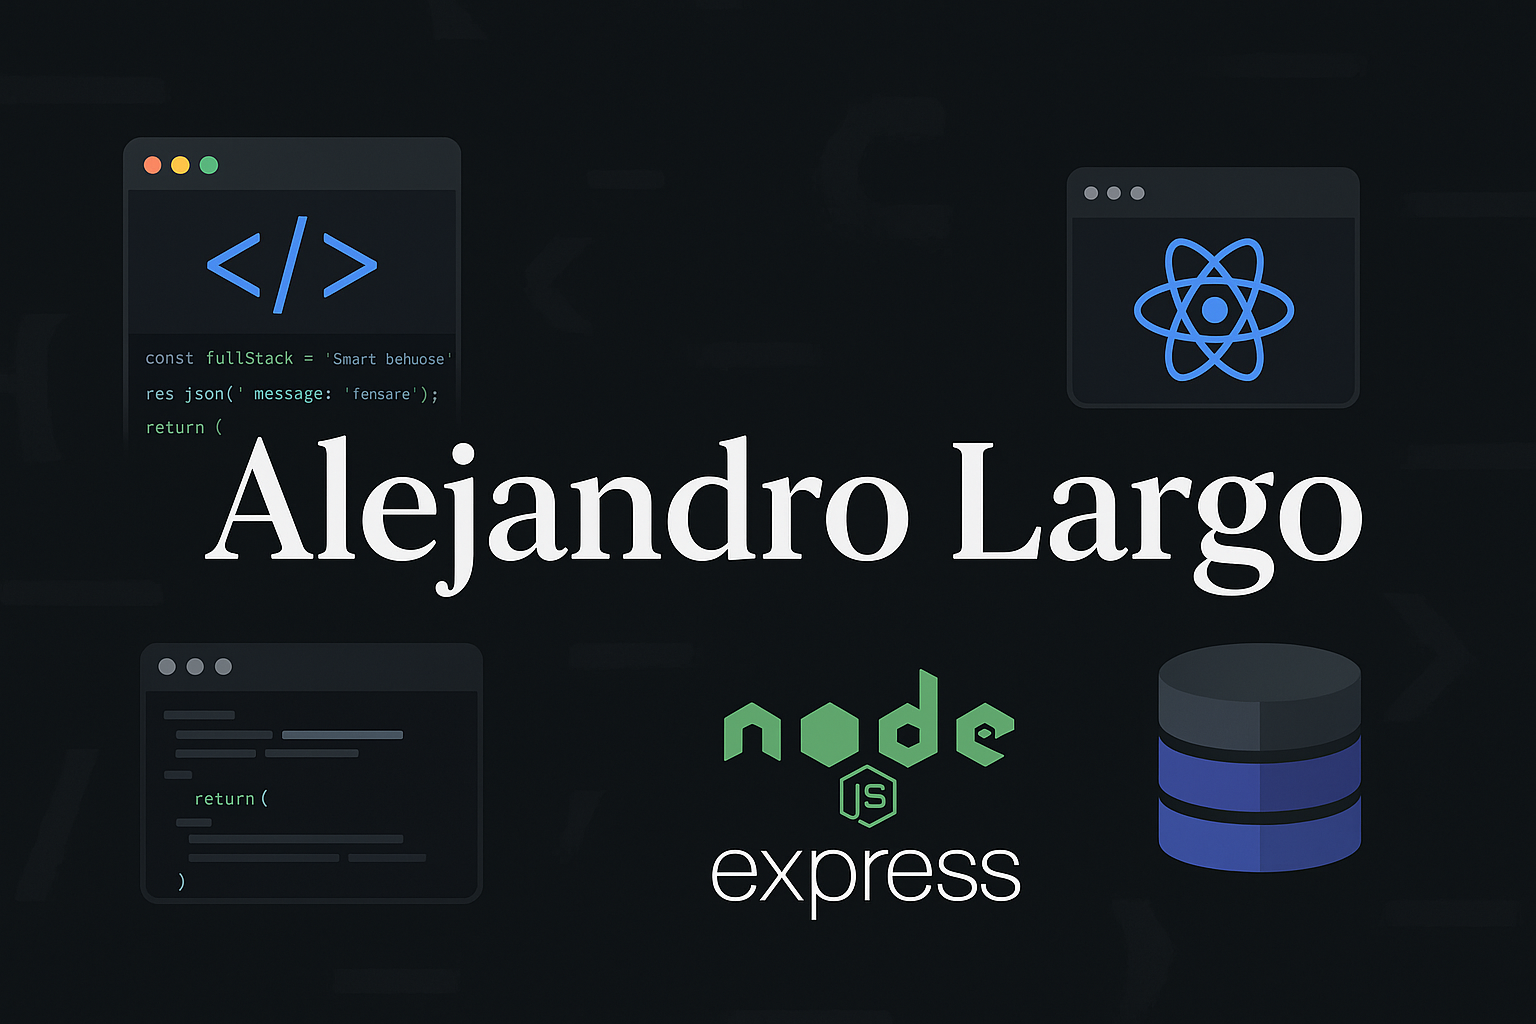 </>
const fullStack = 'Smart behuose'
res json(' message: 'fensare');
return (
Alejandro Largo
return (
)
node
JS
express